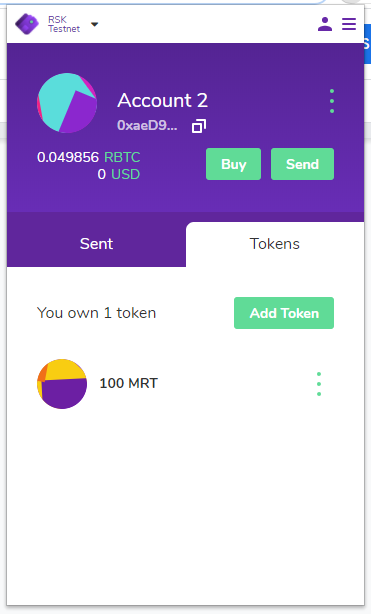 RSK
Testnet
Account 2
0xaeD9...
0.049856 RBTC
0 USD
Buy
Send
Sent
Tokens
You own 1 token
Add Token
100 MRT
S